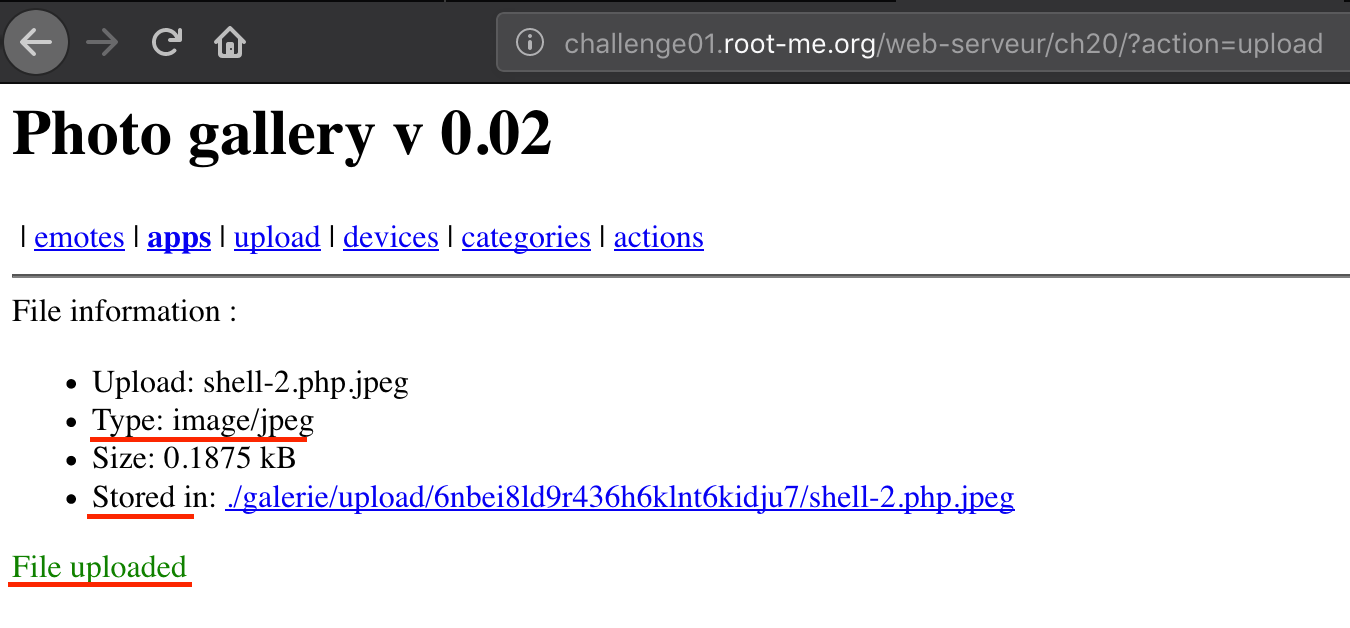 challenge01.root-me.org/web-serveur/ch20/?action=upload
Photo gallery v 0.02
| emotes | apps | upload | devices | categories | actions
File information :
Upload: shell-2.php.jpeg
Type: image/jpeg
Size: 0.1875 kB
Stored in: ./galerie/upload/6nbei8ld9r436h6klnt6kidju7/shell-2.php.jpeg
File uploaded